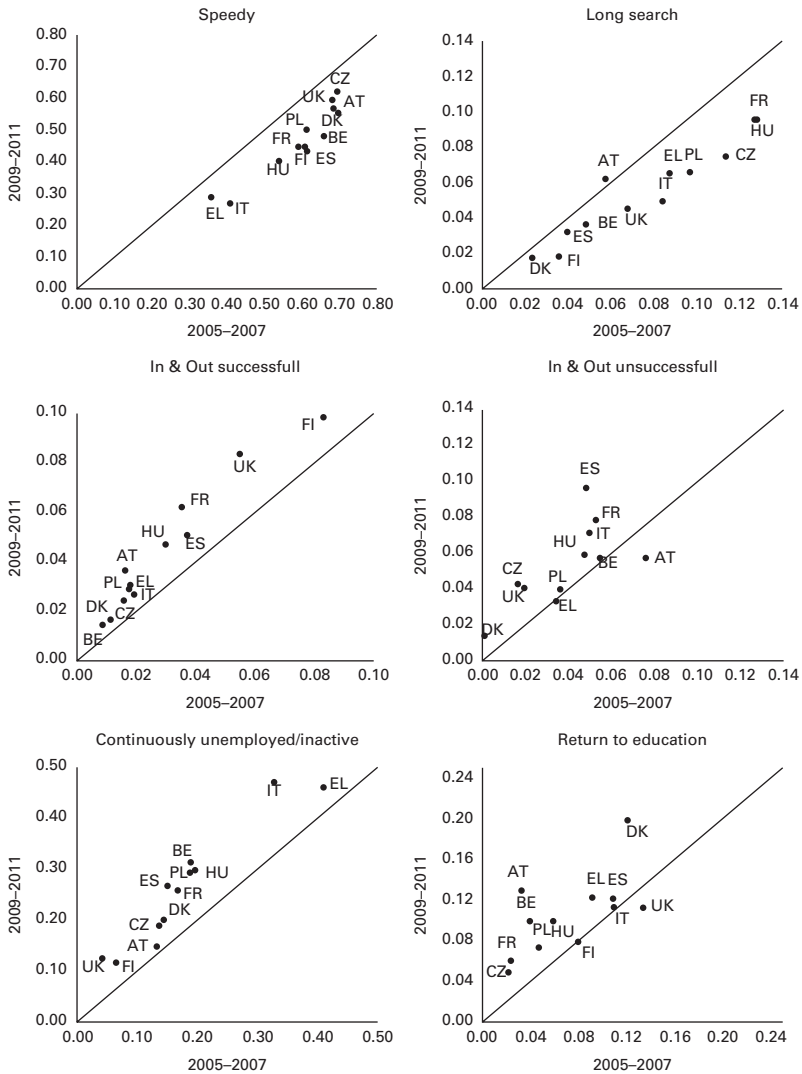 Speedy
0.80
0.70
0.60
0.50
0.40
0.30
0.20
0.10
0.00
2009–2011
CZ
UK
AT
DK
PL
BE
FR
FI
ES
HU
EL
IT
0.00 0.10 0.20 0.30 0.40 0.50 0.60 0.70 0.80
2005–2007
Long search
0.14
0.12
0.10
0.08
0.06
0.04
0.02
0.00
2009–2011
FR
HU
CZ
EL PL
AT
IT
BE
UK
ES
DK
FI
0.00 0.04 0.06 0.10 0.12 0.14
2005–2007
In & Out successfull
0.10
0.08
0.06
0.04
0.02
0.00
2009–2011
FI
UK
FR
HU
ES
AT
PL
EL
IT
DK
CZ
BE
0.00 0.02 0.04 0.06 0.08 0.10
2005–2007
In & Out unsuccessfull
0.14
0.12
0.10
0.08
0.06
0.04
0.02
0.00
2009–2011
ES
FR
IT
HU
BE
AT
CZ
PL
UK
EL
DK
0.00 0.02 0.04 0.06 0.08 0.10 0.12 0.14
2005–2007
Continuously unemployed/inactive
0.50
0.40
0.30
0.20
0.10
0.00
2009–2011
IT
EL
BE
PL
HU
ES
FR
DK
CZ
AT
UK
FI
0.00 0.10 0.20 0.30 0.40 0.50
2005–2007
Return to education
0.24
0.20
0.16
0.12
0.08
0.04
0.00
2009–2011
DK
AT
EL ES
BE
UK
IT
PL
HU
FR
FI
CZ
0.00 0.04 0.08 0.12 0.16 0.20 0.24
2005–2007